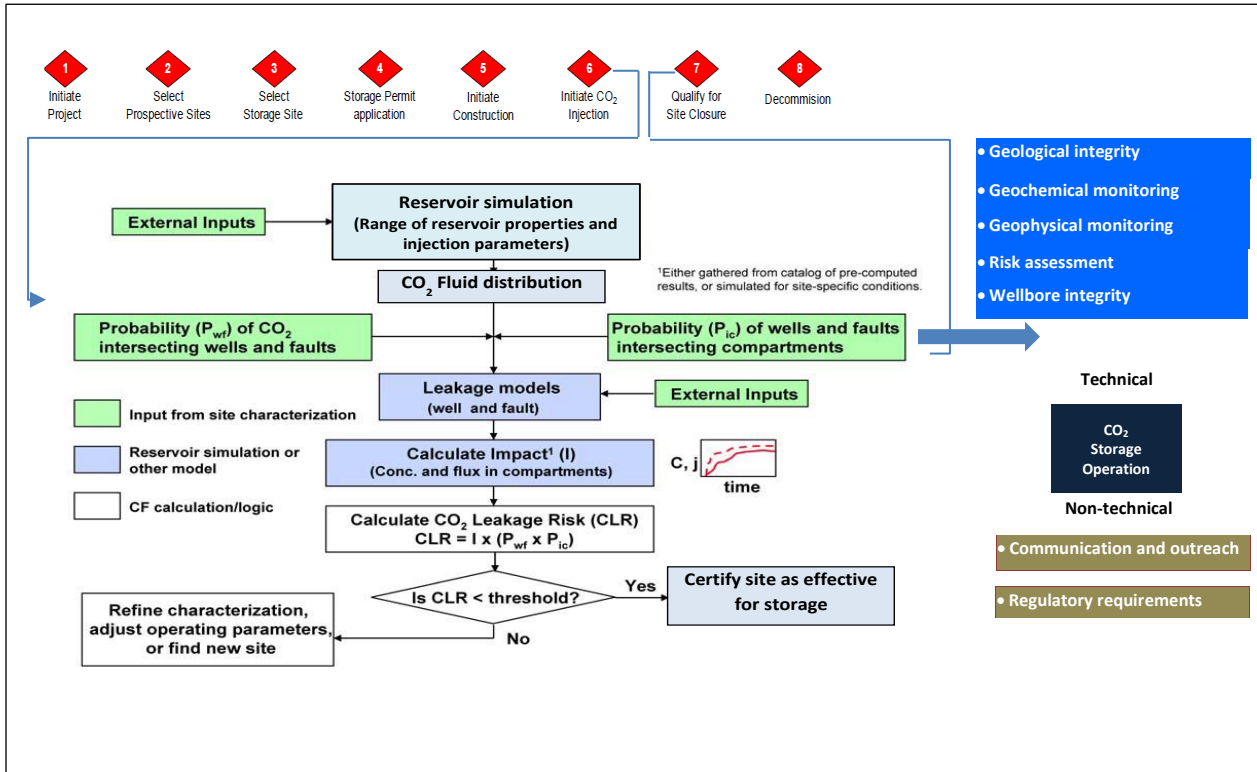 1
Initiate
Project
2
Select
Prospective Sites
3
Select
Storage Site
4
Storage Permit
application
5
Initiate
Construction
6
Initiate CO₂
Injection
7
Qualify for
Site Closure
8
Decommision
External Inputs
Reservoir simulation
(Range of reservoir properties and
injection parameters)
CO₂ Fluid distribution
¹Either gathered from catalog of pre-computed
results, or simulated for site-specific conditions.
Probability (Pwf) of CO₂
intersecting wells and faults
Probability (Pic) of wells and faults
intersecting compartments
Leakage models
(well and fault)
External Inputs
Input from site characterization
Reservoir simulation or
other model
CF calculation/logic
Calculate Impact¹ (I)
(Conc. and flux in compartments)
C, j
time
Calculate CO₂ Leakage Risk (CLR)
CLR = I x (Pwf x Pic)
Is CLR < threshold?
Yes
Certify site as effective
for storage
No
Refine characterization,
adjust operating parameters,
or find new site
• Geological integrity
• Geochemical monitoring
• Geophysical monitoring
• Risk assessment
• Wellbore integrity
Technical
CO₂
Storage
Operation
Non-technical
• Communication and outreach
• Regulatory requirements